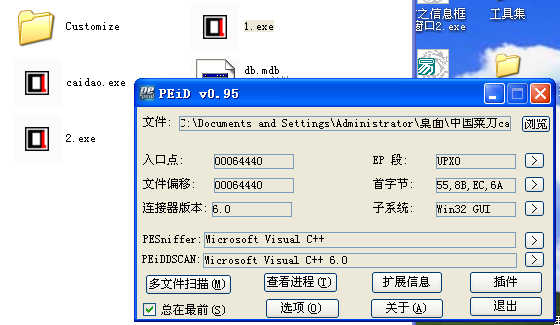 Customize
1.exe
caidao.exe
db.mdb
2.exe
之信息框
窗口2.exe
工具集
PEiD v0.95
文件: C:\Documents and Settings\Administrator\桌面\中国菜刀ca
浏览
入口点: 00064440 EP 段: UPX0 >
文件偏移: 00064440 首字节: 55,8B,EC,6A >
连接器版本: 6.0 子系统: Win32 GUI >
PESniffer: Microsoft Visual C++ >
PEiDDSCAN: Microsoft Visual C++ 6.0 >
多文件扫描(M) 查看进程(T) 扩展信息 插件
总在最前(S) 选项(O) 关于(A) 退出